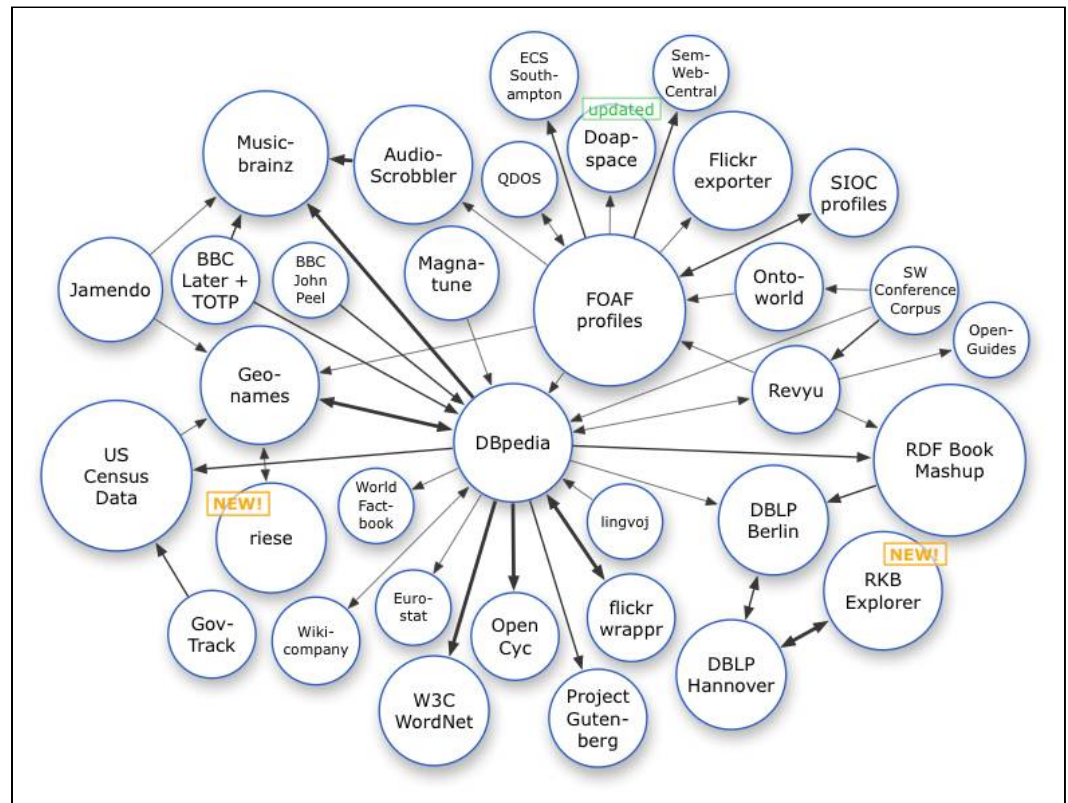 ECS
South-
ampton
Sem-
Web-
Central
updated
Doap-
space
Music-
brainz
Audio-
Scrobbler
QDOS
Flickr
exporter
SIOC
profiles
Jamendo
BBC
Later +
TOTP
BBC
John
Peel
Magna-
tune
FOAF
profiles
Onto-
world
SW
Conference
Corpus
Open-
Guides
Geo-
names
Revyu
DBpedia
US
Census
Data
RDF Book
Mashup
NEW!
riese
World
Fact-
book
lingvoj
DBLP
Berlin
NEW!
RKB
Explorer
Gov-
Track
Wiki-
company
Euro-
stat
Open
Cyc
flickr
wrappr
DBLP
Hannover
W3C
WordNet
Project
Guten-
berg